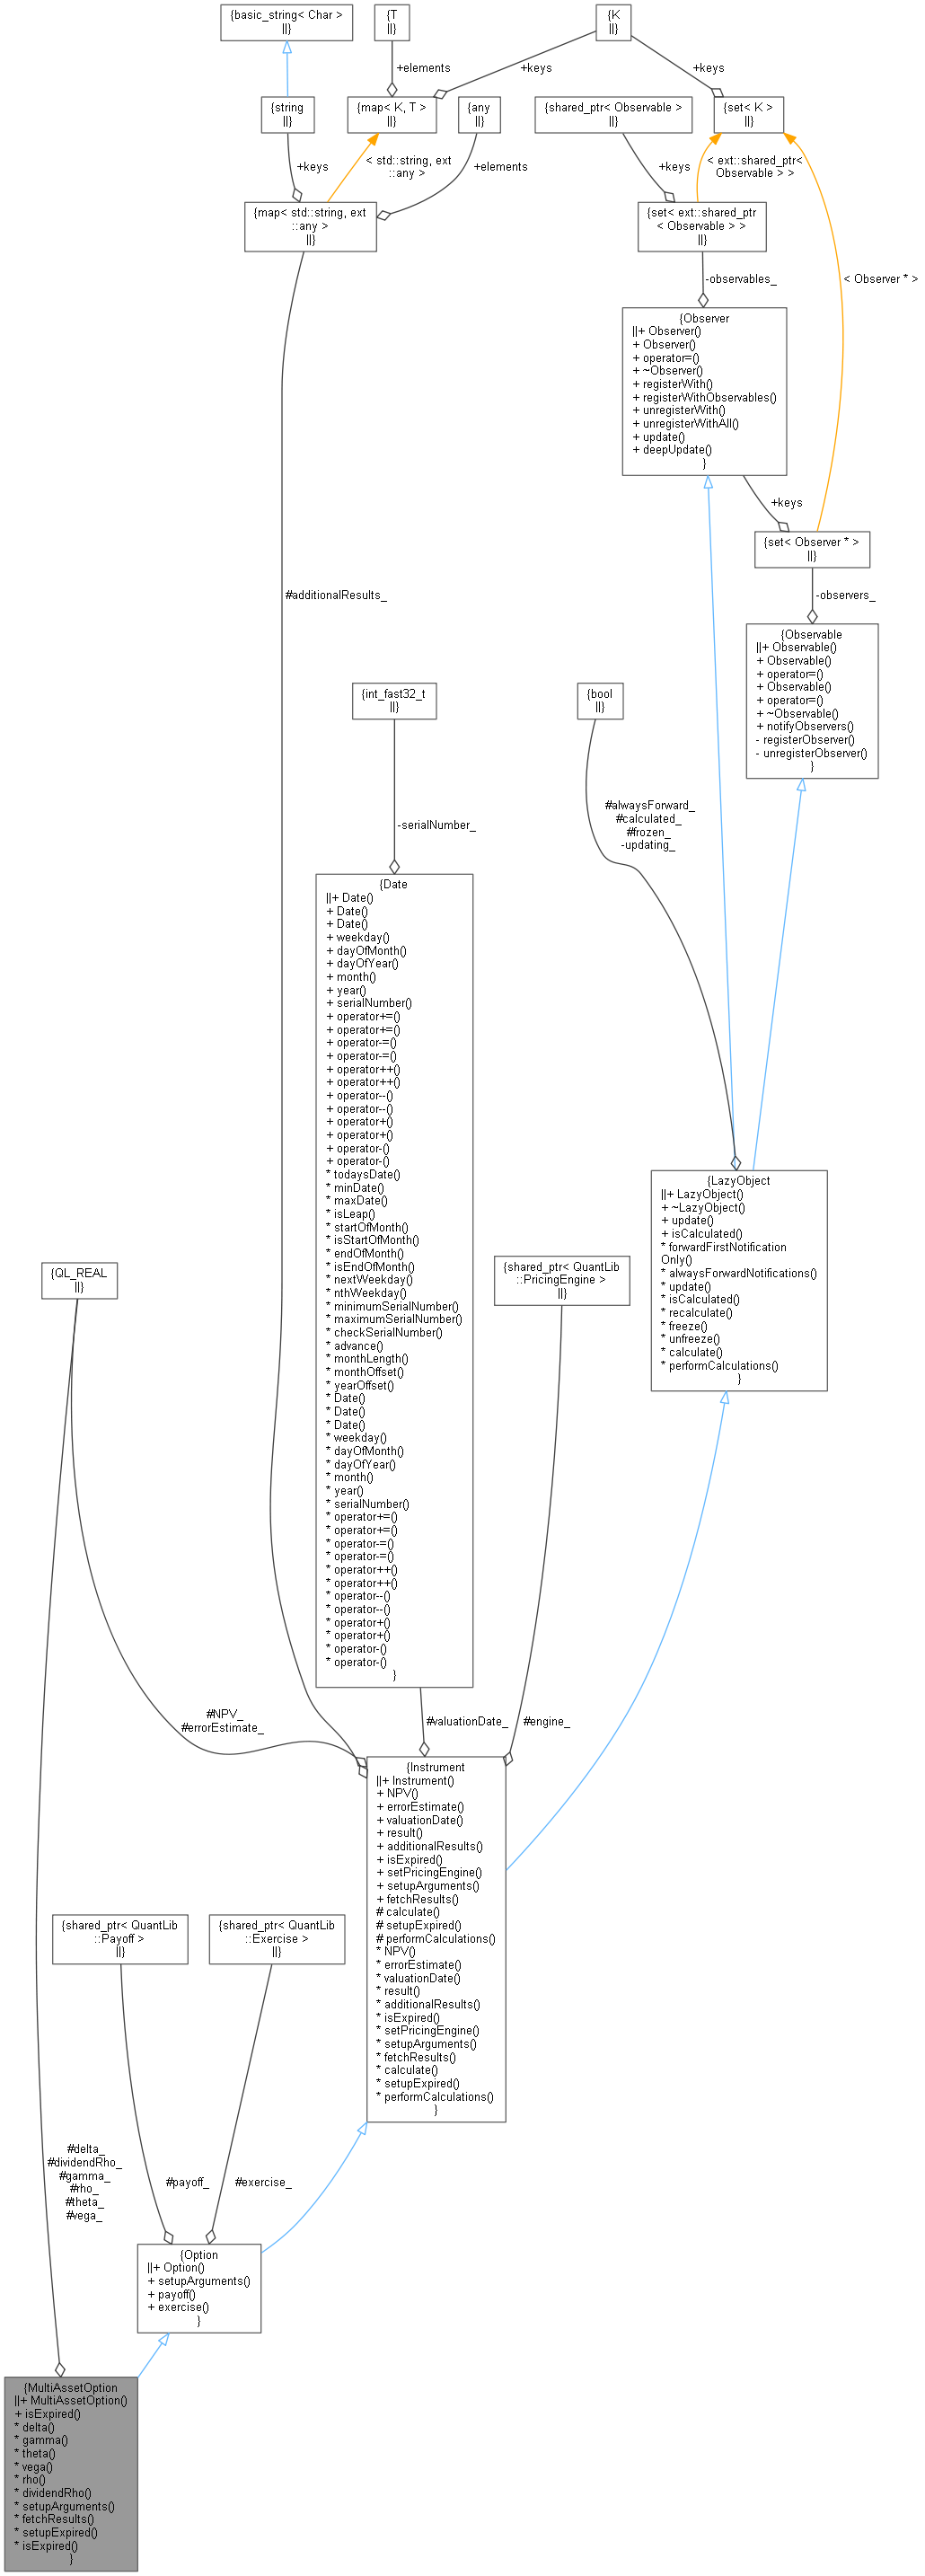 {basic_string< Char >
||}
{T
||}
{K
||}
+elements
+keys
+keys
{string
||}
{map< K, T >
||}
{any
||}
{shared_ptr< Observable >
||}
{set< K >
||}
+keys
< std::string, ext
::any >
+elements
+keys
< ext::shared_ptr<
Observable > >
{map< std::string, ext
::any >
||}
{set< ext::shared_ptr
< Observable > >
||}
-observables_
< Observer * >
{Observer
||+ Observer()
+ Observer()
+ operator=()
+ ~Observer()
+ registerWith()
+ registerWithObservables()
+ unregisterWith()
+ unregisterWithAll()
+ update()
+ deepUpdate()
}
+keys
{set< Observer * >
||}
#additionalResults_
-observers_
{Observable
||+ Observable()
+ Observable()
+ operator=()
+ Observable()
+ operator=()
+ ~Observable()
+ notifyObservers()
- registerObserver()
- unregisterObserver()
}
{int_fast32_t
||}
{bool
||}
-serialNumber_
#alwaysForward_
#calculated_
#frozen_
-updating_
{Date
||+ Date()
+ Date()
+ Date()
+ weekday()
+ dayOfMonth()
+ dayOfYear()
+ month()
+ year()
+ serialNumber()
+ operator+=()
+ operator+=()
+ operator-=()
+ operator-=()
+ operator++()
+ operator++()
+ operator--()
+ operator--()
+ operator+()
+ operator+()
+ operator-()
+ operator-()
* todaysDate()
* minDate()
* maxDate()
* isLeap()
* startOfMonth()
* isStartOfMonth()
* endOfMonth()
* isEndOfMonth()
* nextWeekday()
* nthWeekday()
* minimumSerialNumber()
* maximumSerialNumber()
* checkSerialNumber()
* advance()
* monthLength()
* monthOffset()
* yearOffset()
* Date()
* Date()
* Date()
* weekday()
* dayOfMonth()
* dayOfYear()
* month()
* year()
* serialNumber()
* operator+=()
* operator+=()
* operator-=()
* operator-=()
* operator++()
* operator++()
* operator--()
* operator--()
* operator+()
* operator+()
* operator-()
* operator-()
}
{LazyObject
||+ LazyObject()
+ ~LazyObject()
+ update()
+ isCalculated()
* forwardFirstNotification
Only()
* alwaysForwardNotifications()
* update()
* isCalculated()
* recalculate()
* freeze()
* unfreeze()
* calculate()
* performCalculations()
}
{QL_REAL
||}
{shared_ptr< QuantLib
::PricingEngine >
||}
#NPV_
#errorEstimate_
#valuationDate_
#engine_
{Instrument
||+ Instrument()
+ NPV()
+ errorEstimate()
+ valuationDate()
+ result()
+ additionalResults()
+ isExpired()
+ setPricingEngine()
+ setupArguments()
+ fetchResults()
# calculate()
# setupExpired()
# performCalculations()
* NPV()
* errorEstimate()
* valuationDate()
* result()
* additionalResults()
* isExpired()
* setPricingEngine()
* setupArguments()
* fetchResults()
* calculate()
* setupExpired()
* performCalculations()
}
{shared_ptr< QuantLib
::Payoff >
||}
{shared_ptr< QuantLib
::Exercise >
||}
#delta_
#dividendRho_
#gamma_
#rho_
#theta_
#vega_
#payoff_
#exercise_
{Option
||+ Option()
+ setupArguments()
+ payoff()
+ exercise()
}
{MultiAssetOption
||+ MultiAssetOption()
+ isExpired()
* delta()
* gamma()
* theta()
* vega()
* rho()
* dividendRho()
* setupArguments()
* fetchResults()
* setupExpired()
* isExpired()
}